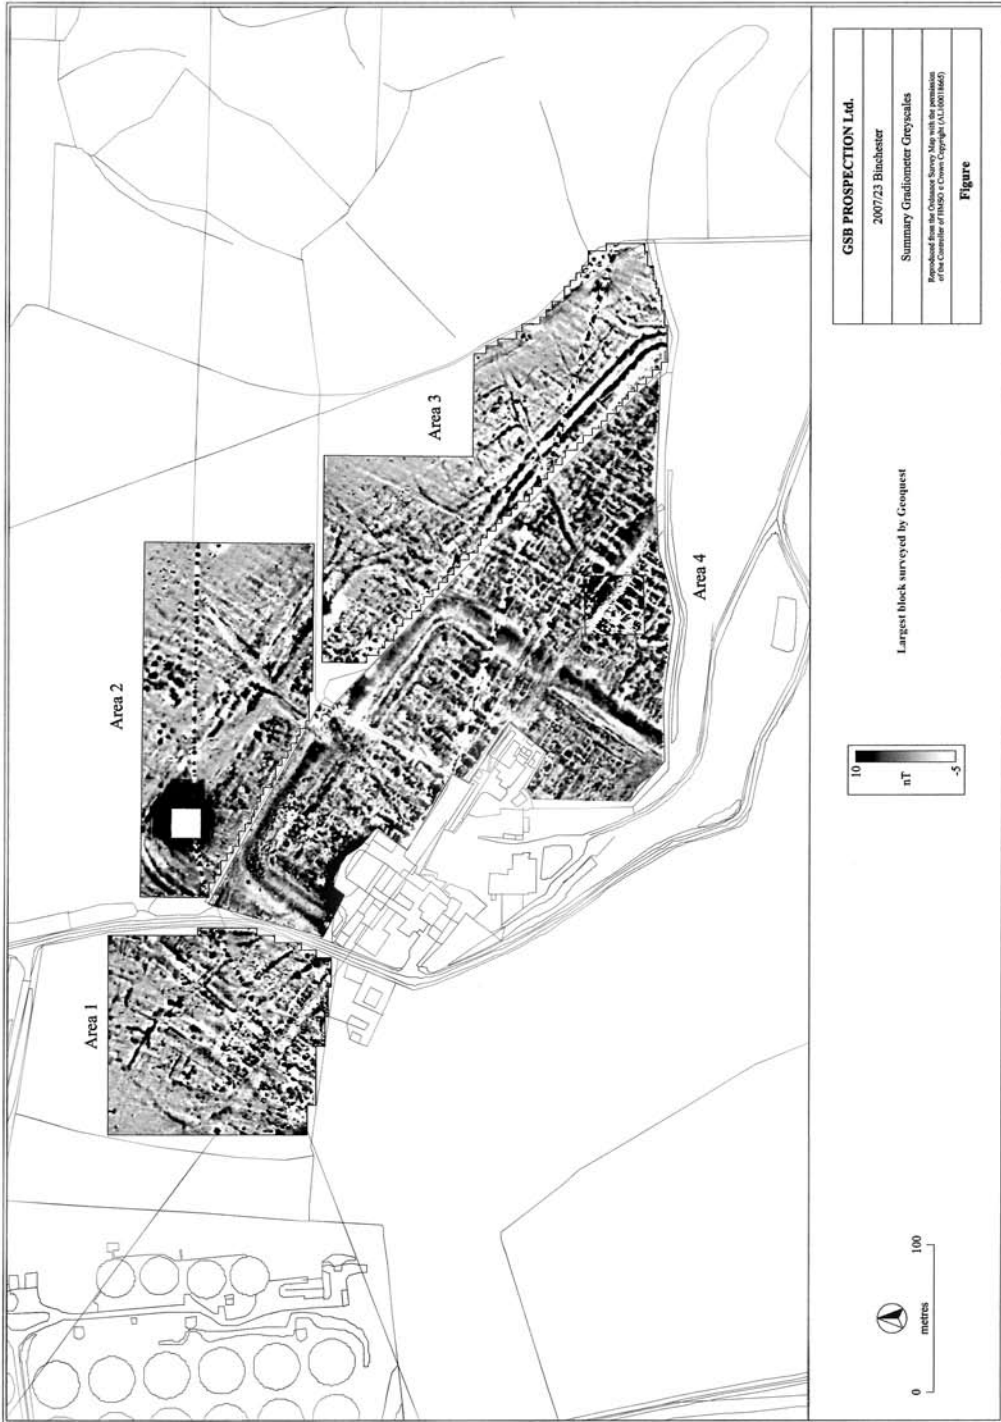 Area 1
Area 2
Area 3
Area 4
GSB PROSPECTION Ltd.
2007/23 Binchester
Summary Gradiometer Greyscales
Reproduced from the Ordnance Survey Map with the permission
of the Controller of HMSO © Crown Copyright (AL100018665)
Figure
Largest block surveyed by Geoquest
10
nT
-5
0
100
metres